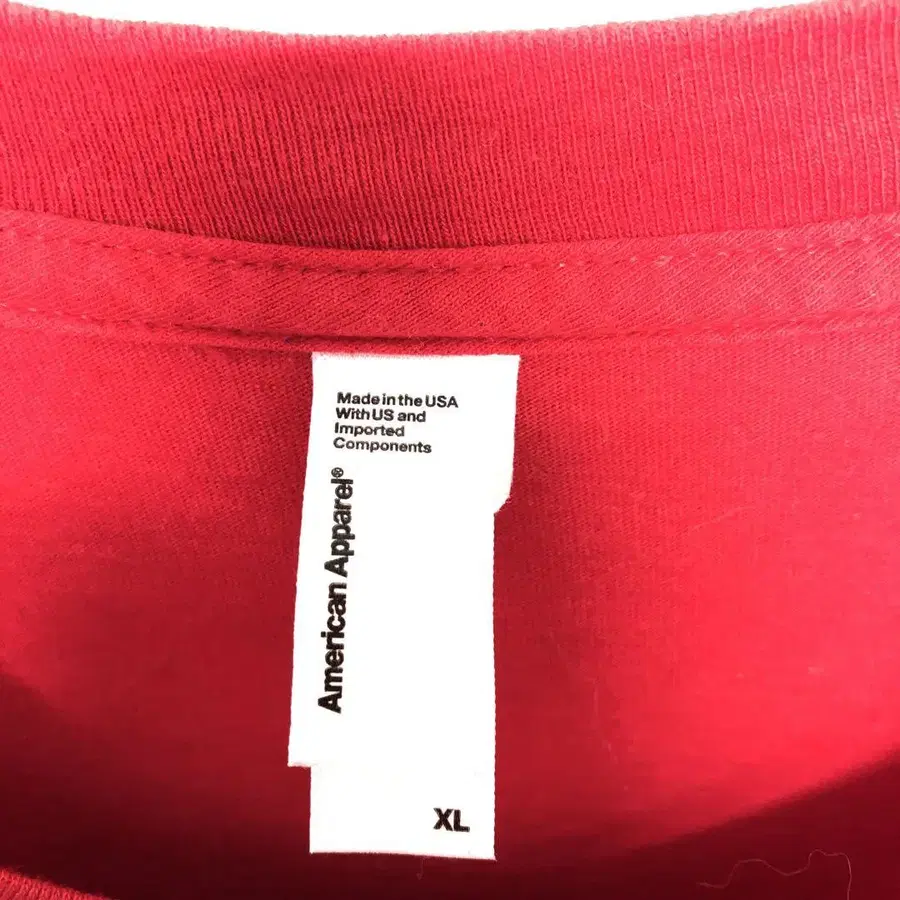 Made in the USA
With US and
Imported
Components
American Apparel®
XL